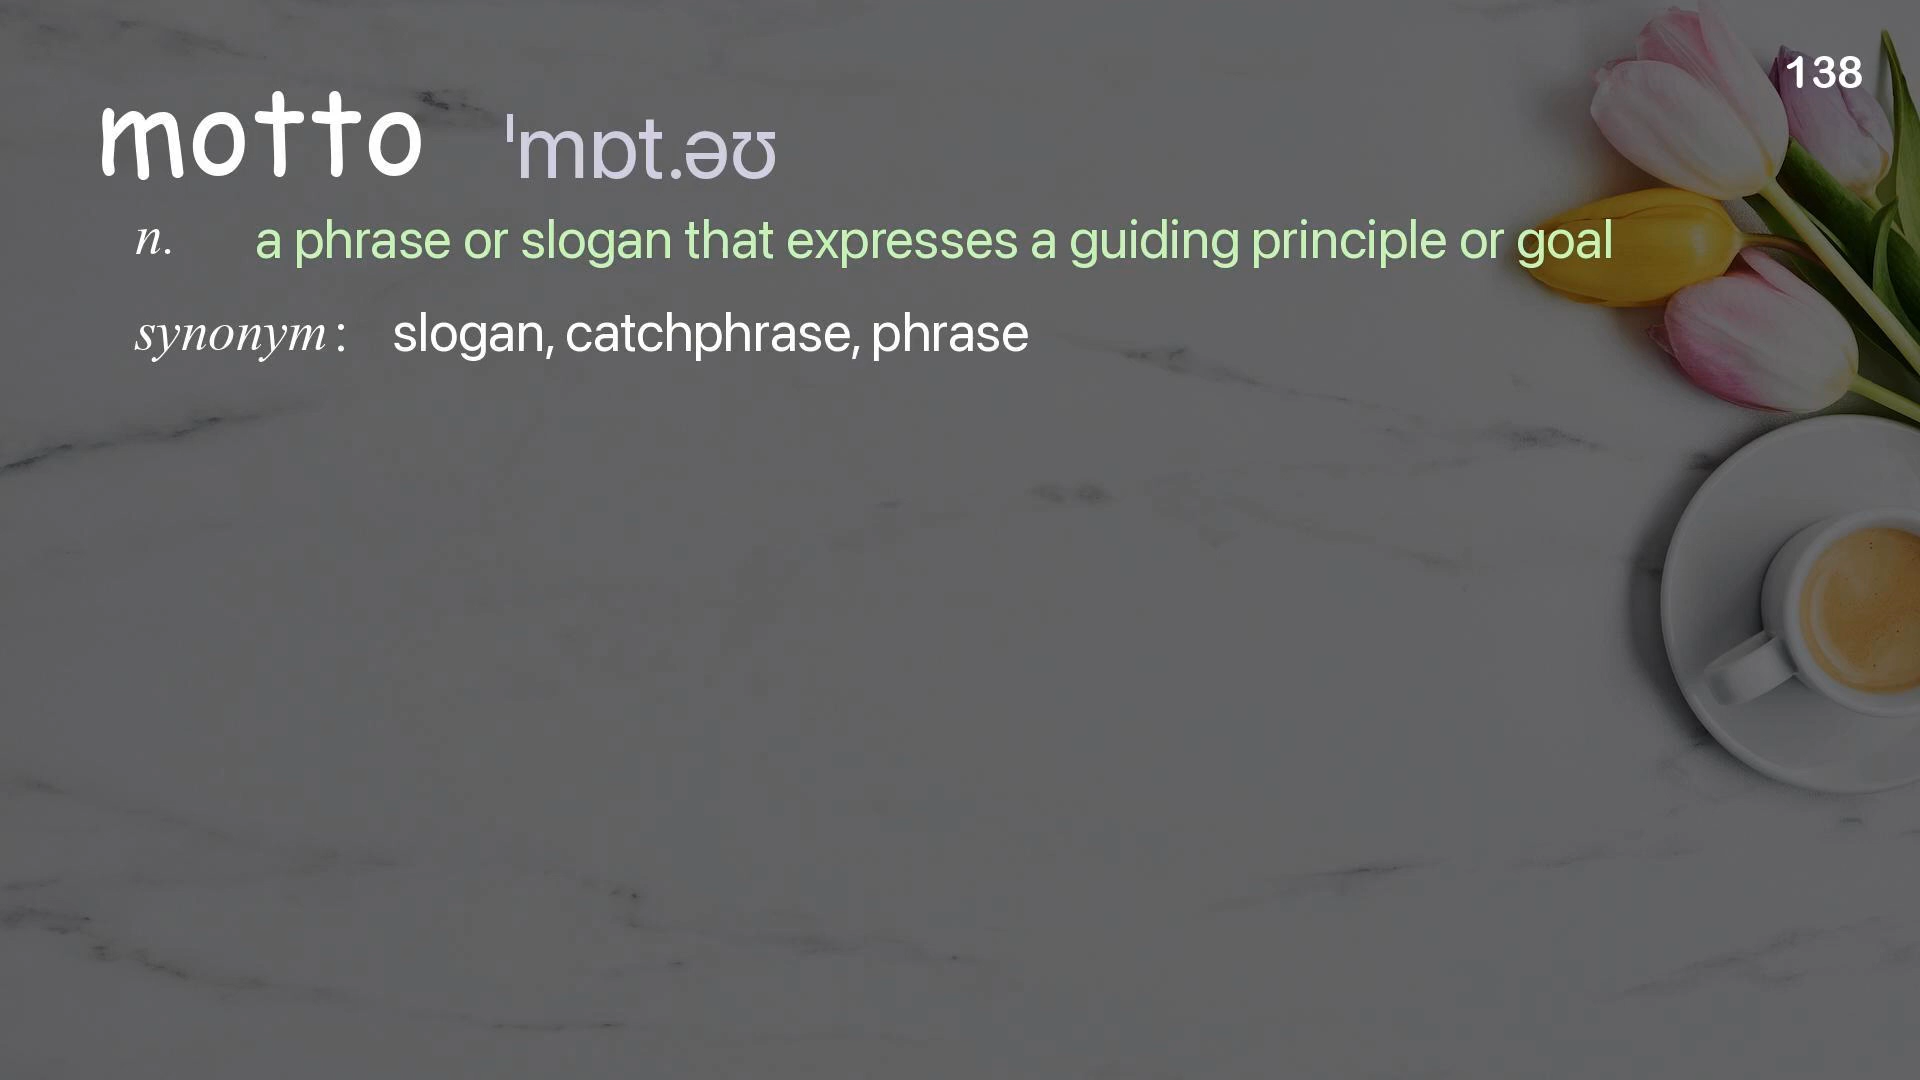 138
motto ˈmɒt.əʊ
n. a phrase or slogan that expresses a guiding principle or goal
synonym: slogan, catchphrase, phrase